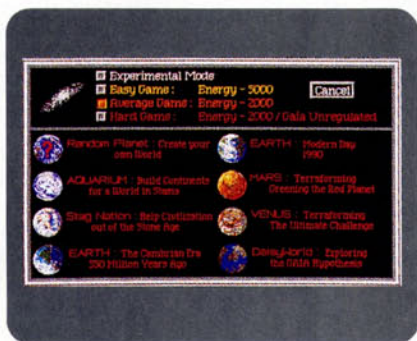 Experimental Mode
Easy Game : Energy - 5000
Average Game : Energy - 2000
Hard Game : Energy - 2000 / Gaia Unregulated
Cancel
Random Planet : Create your
own World
AQUARIUM : Build Continents
for a World in Stasis
Stag Nation : Help Civilization
out of the Stone Age
EARTH : The Cambrian Era
550 Million Years Ago
EARTH : Modern Day
1990
MARS : Terraforming
Greening the Red Planet
VENUS : Terraforming
The Ultimate Challenge
DaisyWorld : Exploring
the GAIA Hypothesis